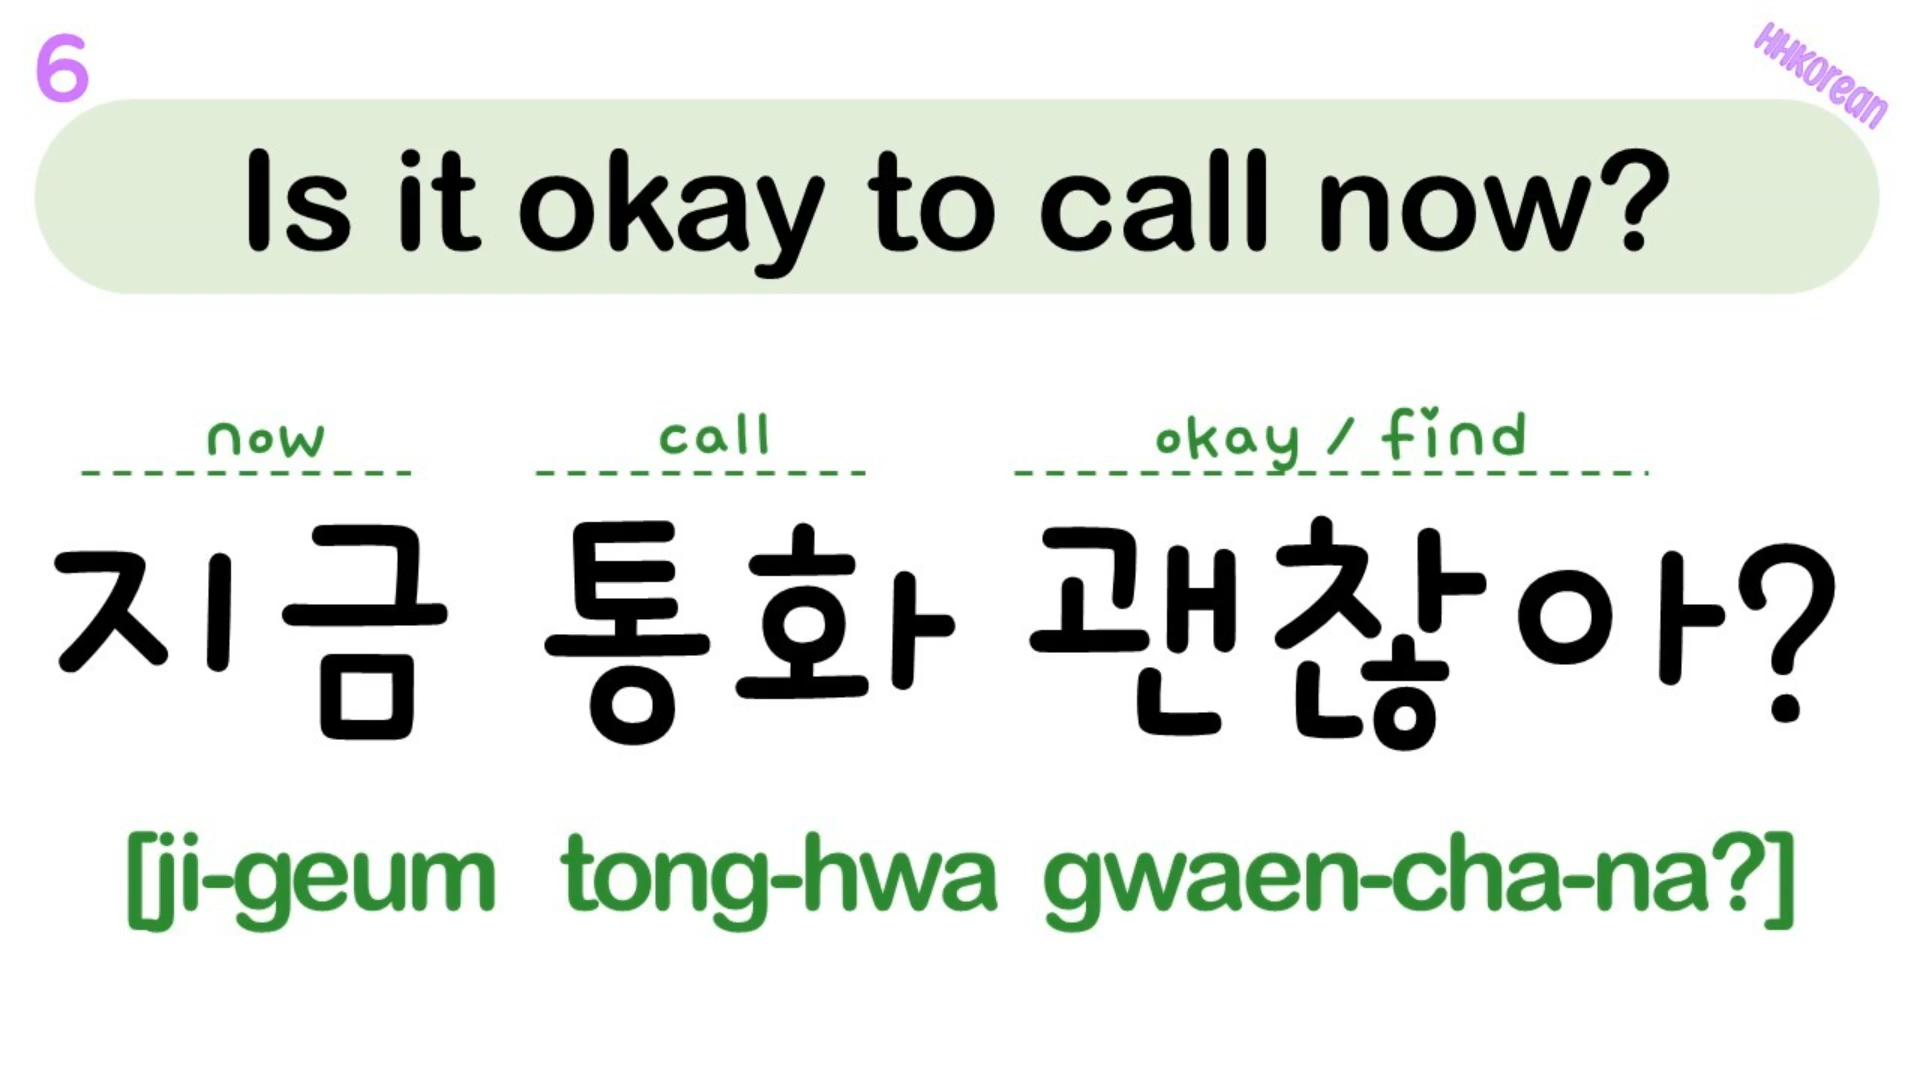 6
HHKorean
Is it okay to call now?
now call okay / find
지금 통화 괜찮아?
[ji-geum tong-hwa gwaen-cha-na?]